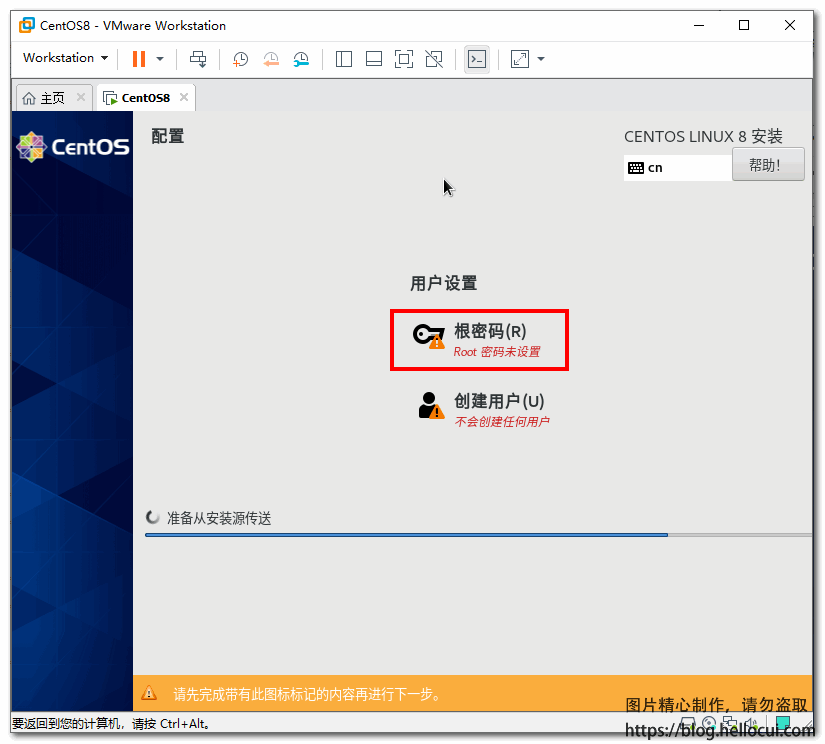 CentOS8 - VMware Workstation
Workstation
主页
CentOS8
CentOS
配置
CENTOS LINUX 8 安装
cn
帮助!
用户设置
根密码(R)
Root 密码未设置
创建用户(U)
不会创建任何用户
准备从安装源传送
请先完成带有此图标标记的内容再进行下一步。
图片精心制作，请勿盗取
要返回到您的计算机，请按 Ctrl+Alt。
https://blog.hellocui.com